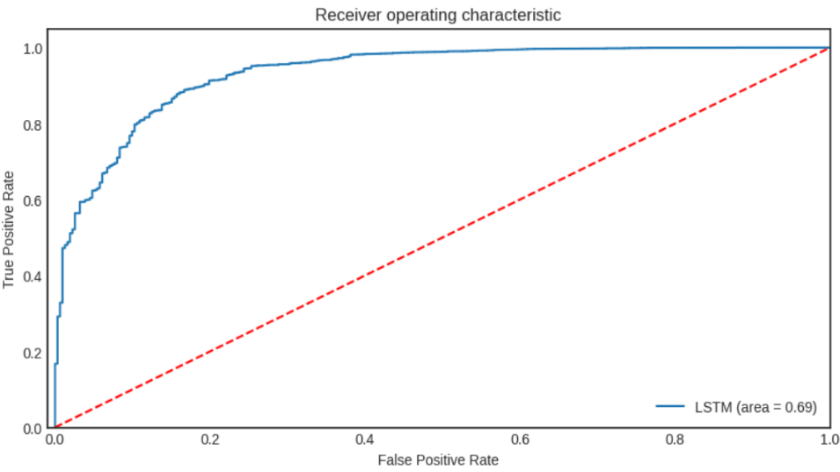 Receiver operating characteristic
1.0
0.8
0.6
0.4
0.2
0.0
True Positive Rate
LSTM (area = 0.69)
0.0 0.2 0.4 0.6 0.8 1.0
False Positive Rate